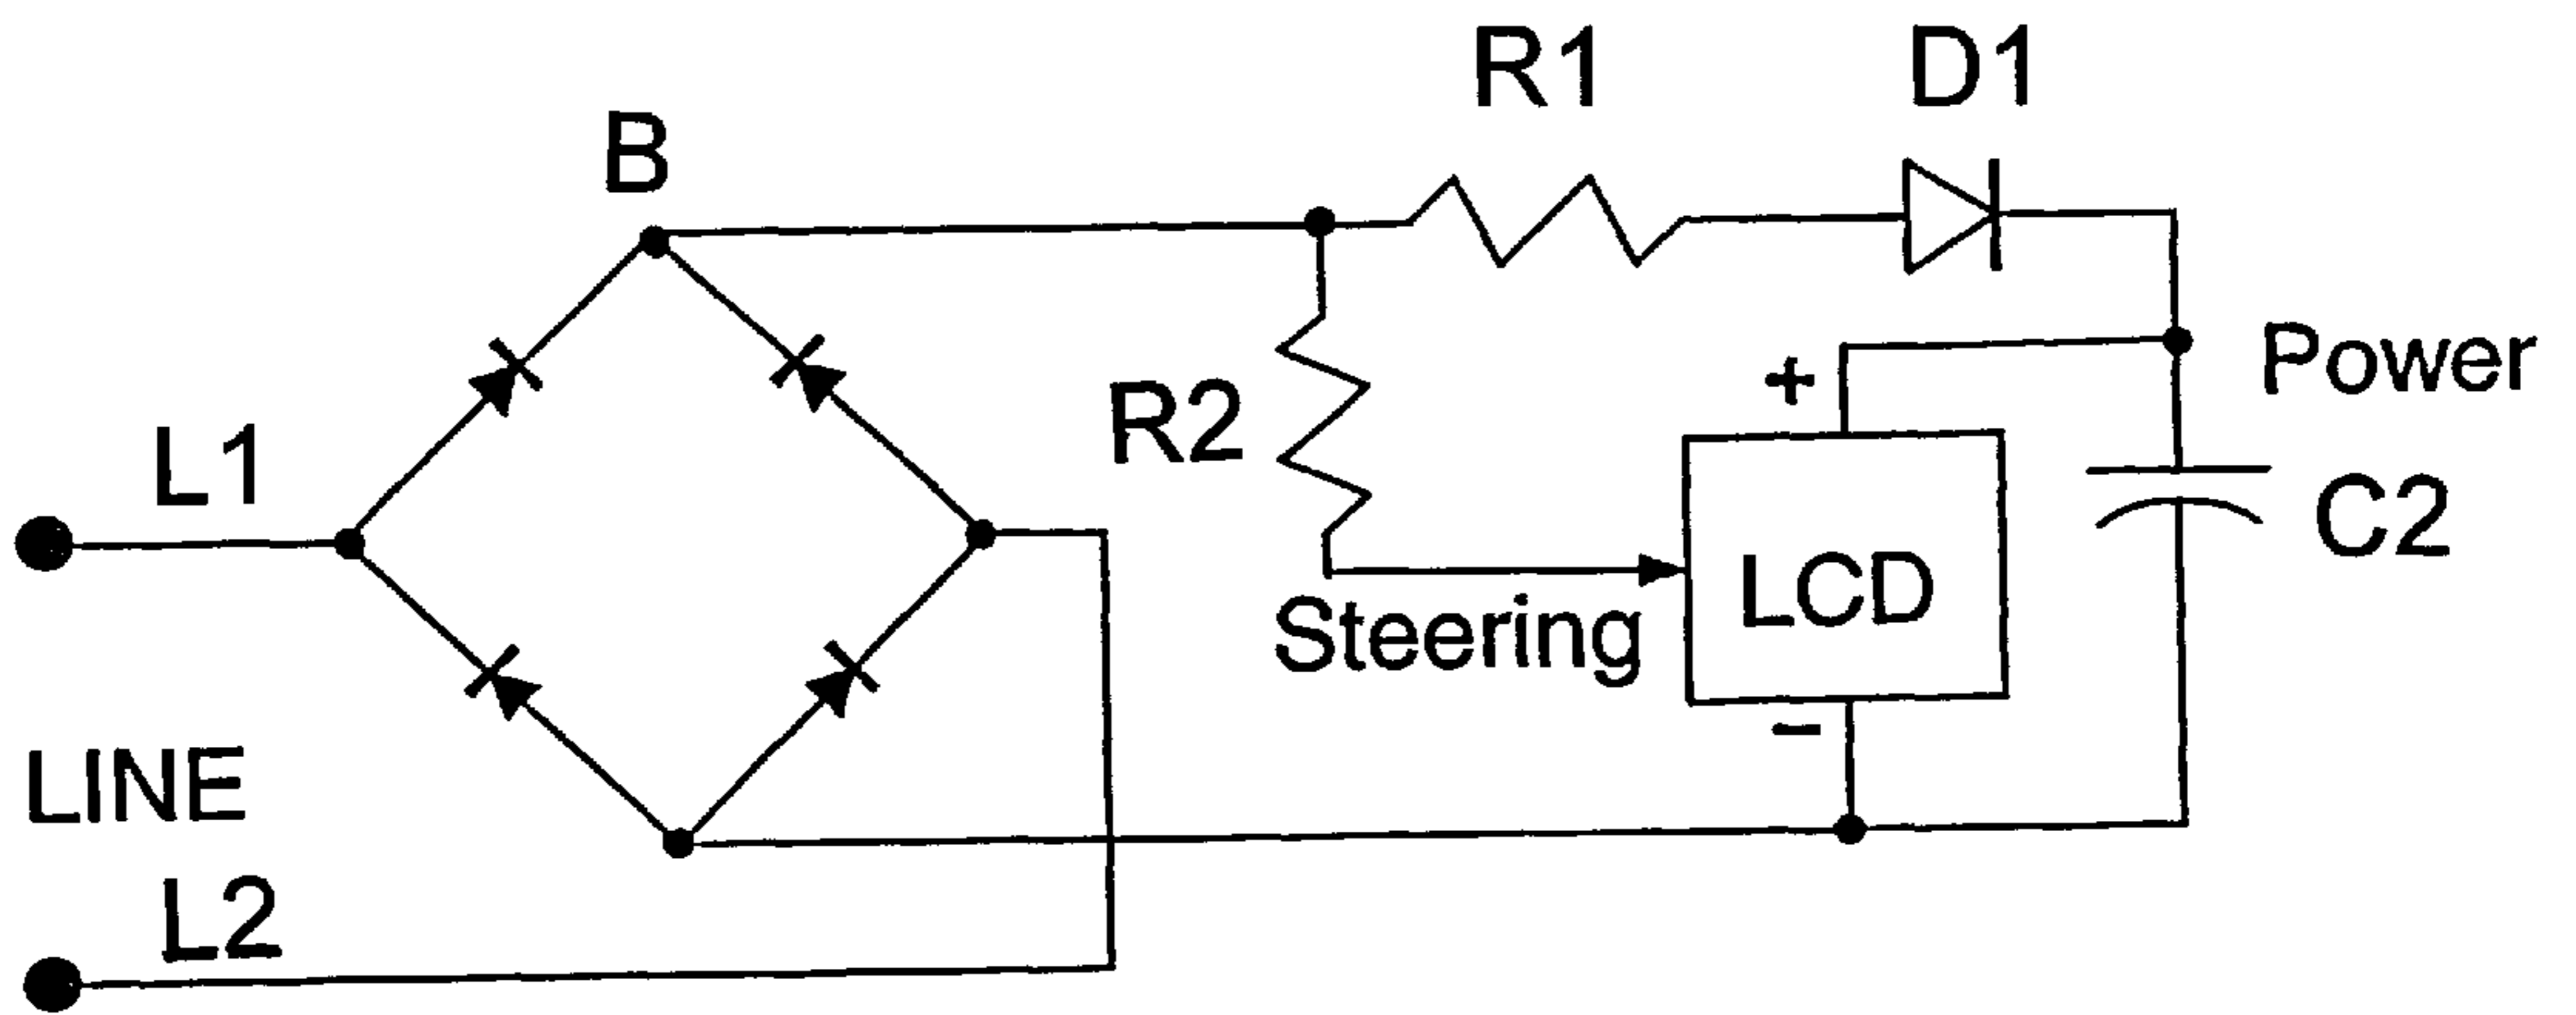 R1
D1
B
Power
+
R2
L1
C2
LCD
Steering
−
LINE
L2